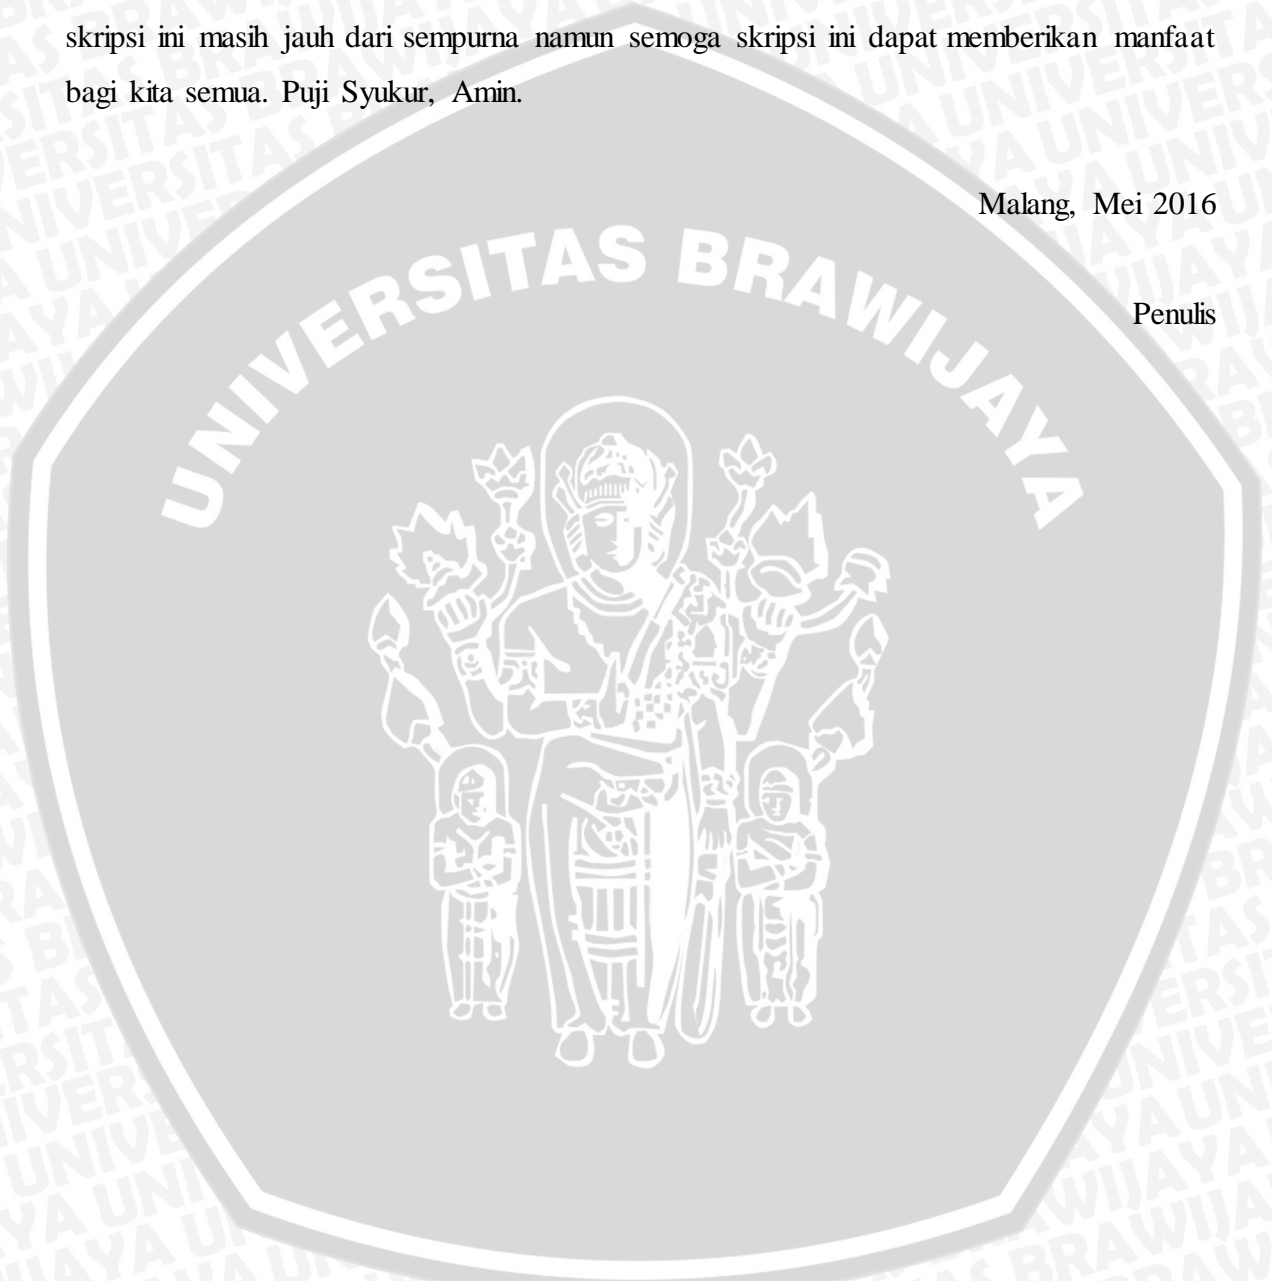 skripsi ini masih jauh dari sempurna namun semoga skripsi ini dapat memberikan manfaat
bagi kita semua. Puji Syukur, Amin.
Malang, Mei 2016
Penulis
UNIVERSITAS BRAWIJAYA